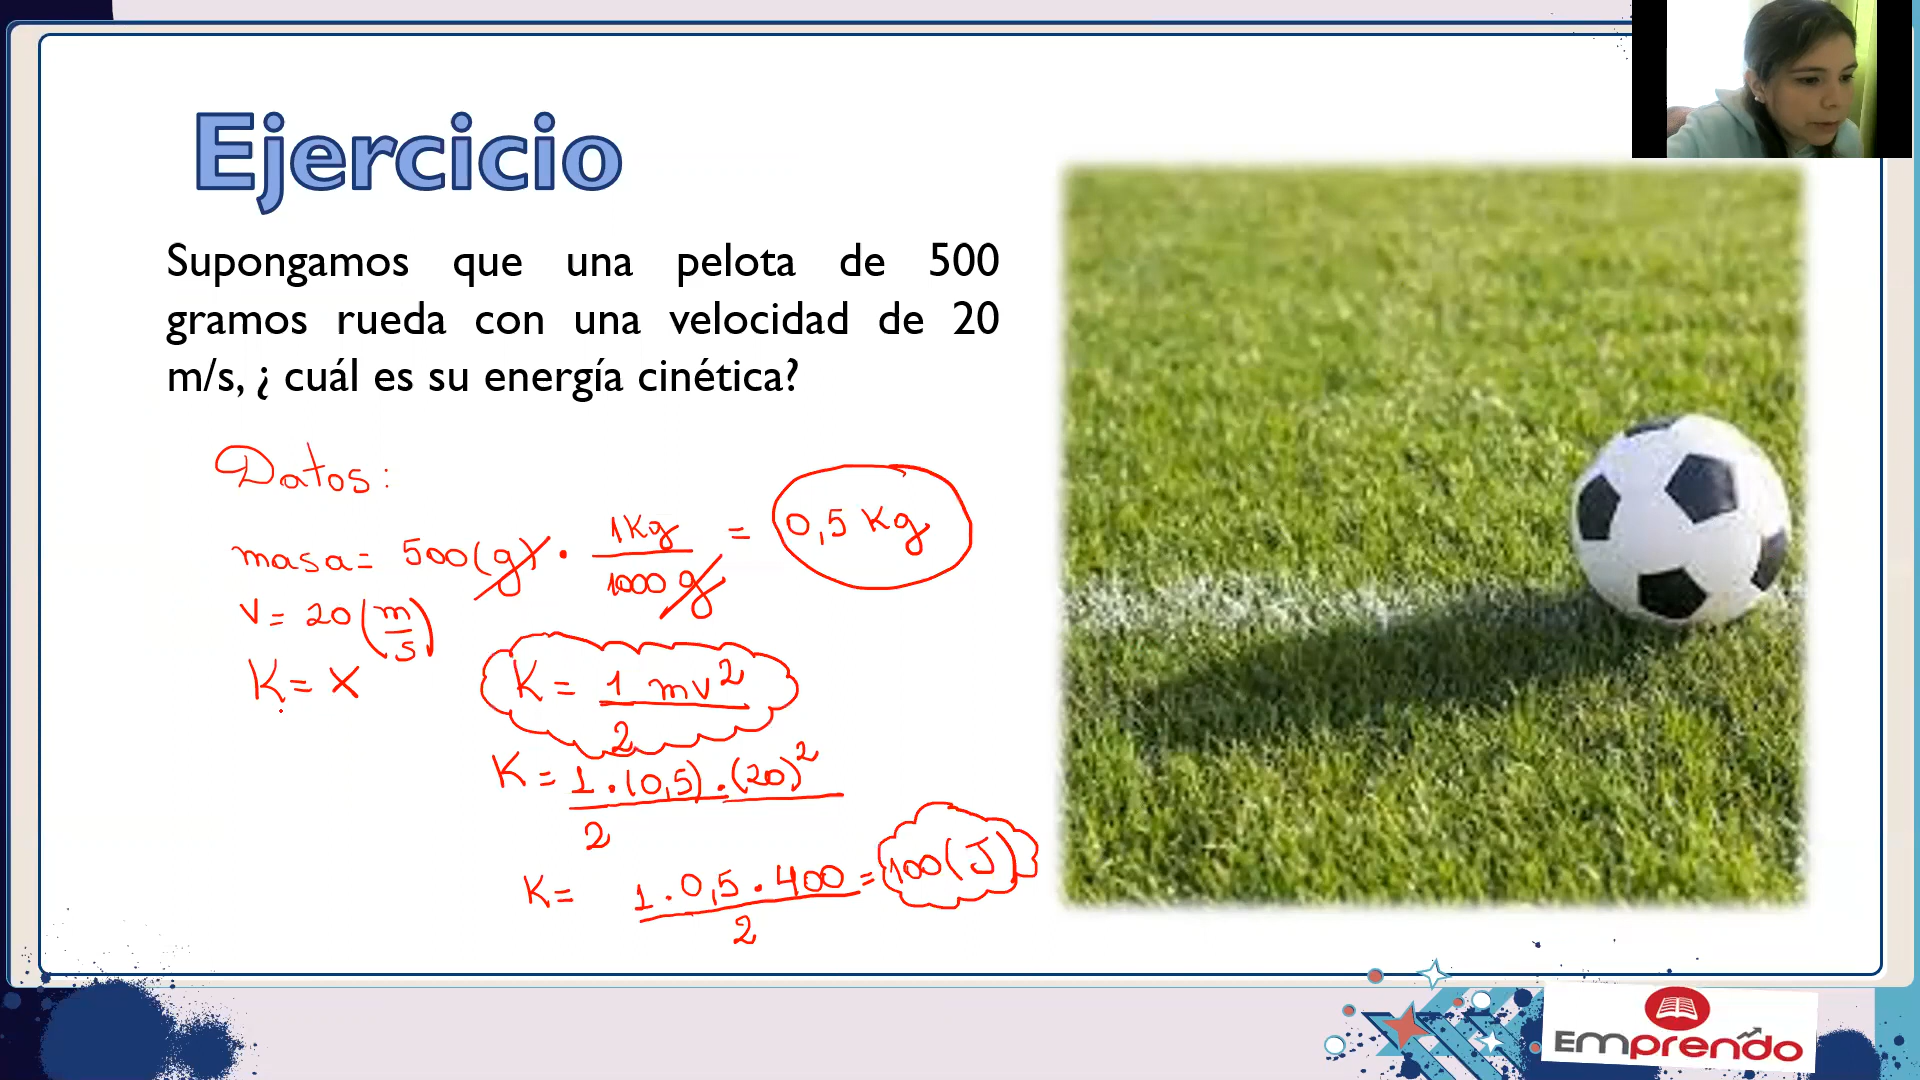 Ejercicio
Supongamos que una pelota de 500
gramos rueda con una velocidad de 20
m/s, ¿ cuál es su energía cinética?
Datos:
masa= 500(g) · 1Kg/1000g = 0,5 Kg
v= 20 (m/s)
K= x
K= 1 mv²/2
K= 1·(0,5)·(20)²/2
K= 1·0,5·400/2 = 100(J)
Emprendo